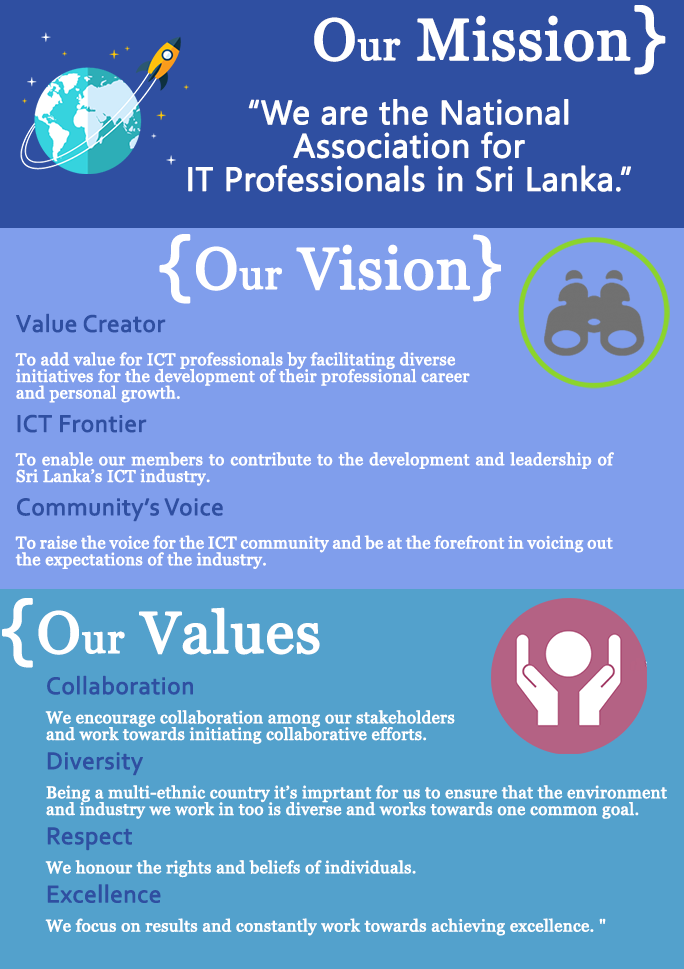 Our Mission}
“We are the National
Association for
IT Professionals in Sri Lanka.”
{Our Vision}
Value Creator
To add value for ICT professionals by facilitating diverse
initiatives for the development of their professional career
and personal growth.
ICT Frontier
To enable our members to contribute to the development and leadership of
Sri Lanka’s ICT industry.
Community’s Voice
To raise the voice for the ICT community and be at the forefront in voicing out
the expectations of the industry.
{Our Values
Collaboration
We encourage collaboration among our stakeholders
and work towards initiating collaborative efforts.
Diversity
Being a multi-ethnic country it’s imprtant for us to ensure that the environment
and industry we work in too is diverse and works towards one common goal.
Respect
We honour the rights and beliefs of individuals.
Excellence
We focus on results and constantly work towards achieving excellence. "